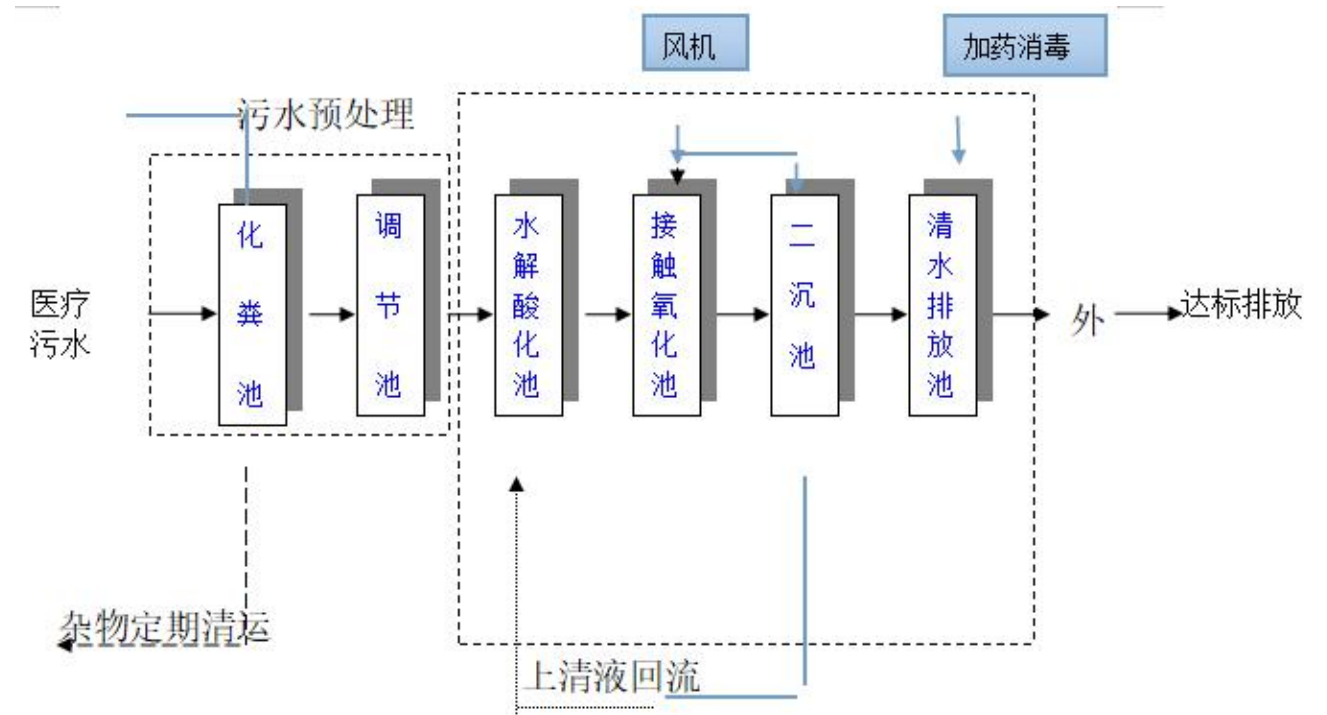 风机
加药消毒
污水预处理
医疗
污水
化粪池
调节池
水解酸化池
接触氧化池
二沉池
清水排放池
外
达标排放
杂物定期清运
上清液回流